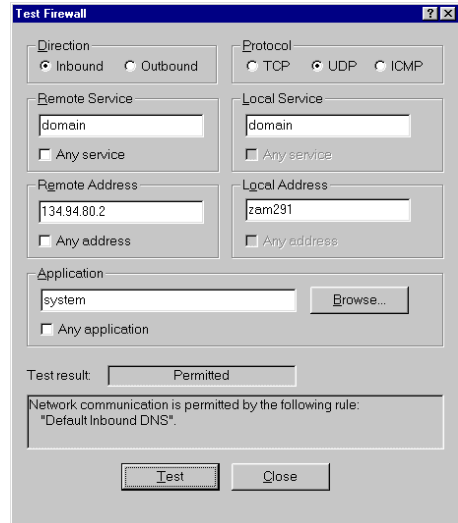 Test Firewall
Direction
Inbound Outbound
Protocol
TCP UDP ICMP
Remote Service
domain
Any service
Local Service
domain
Any service
Remote Address
134.94.80.2
Any address
Local Address
zam291
Any address
Application
system
Browse...
Any application
Test result: Permitted
Network communication is permitted by the following rule:
"Default Inbound DNS".
Test Close